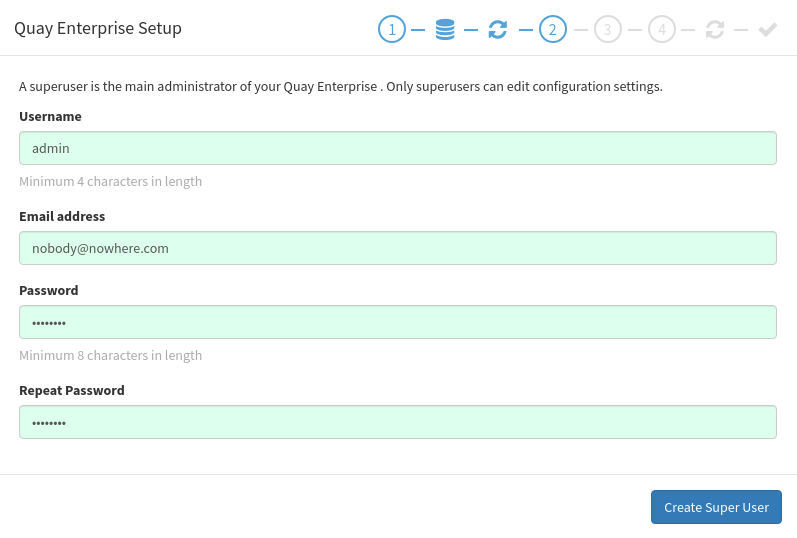 Quay Enterprise Setup
1 2 3 4
A superuser is the main administrator of your Quay Enterprise . Only superusers can edit configuration settings.
Username
admin
Minimum 4 characters in length
Email address
nobody@nowhere.com
Password
••••••••
Minimum 8 characters in length
Repeat Password
••••••••
Create Super User